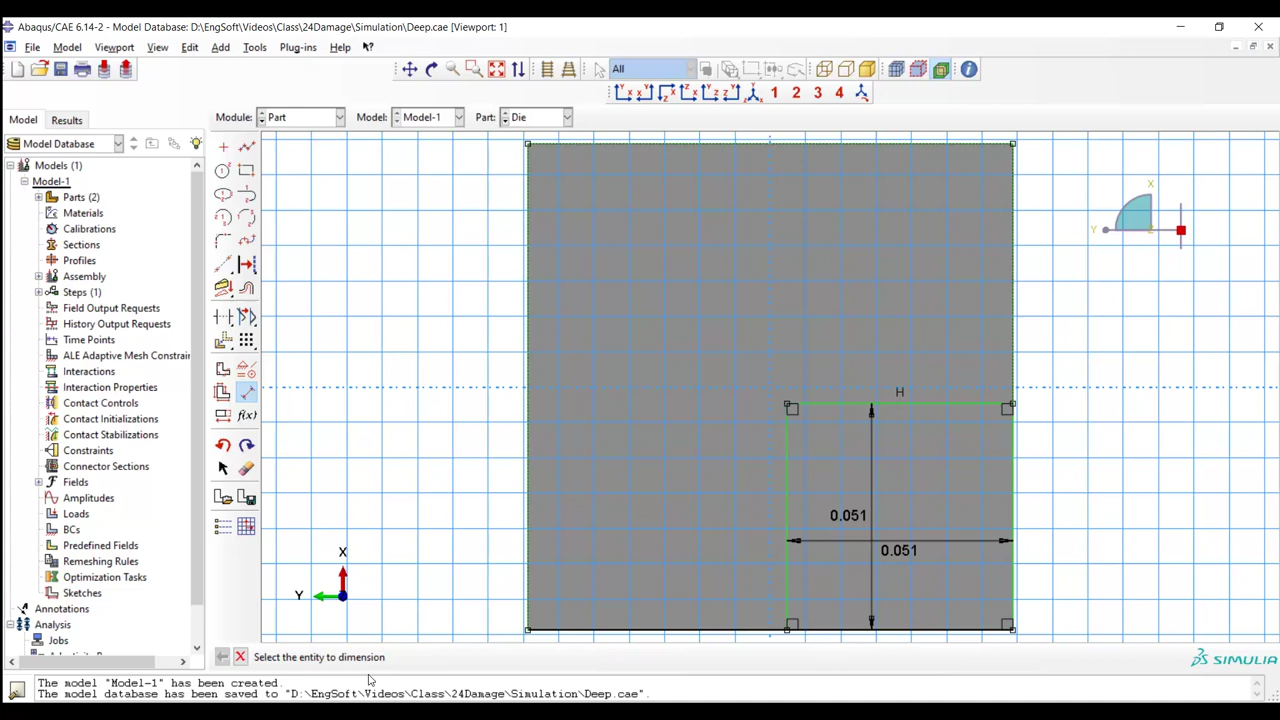 Abaqus/CAE 6.14-2 - Model Database: D:\EngSoft\Videos\Class\24Damage\Simulation\Deep.cae [Viewport: 1]
File Model Viewport View Edit Add Tools Plug-ins Help
All
1 2 3 4
Model Results
Module: Part Model: Model-1 Part: Die
Model Database
Models (1)
Model-1
Parts (2)
Materials
Calibrations
Sections
Profiles
Assembly
Steps (1)
Field Output Requests
History Output Requests
Time Points
ALE Adaptive Mesh Constrai
Interactions
Interaction Properties
Contact Controls
Contact Initializations
Contact Stabilizations
Constraints
Connector Sections
Fields
Amplitudes
Loads
BCs
Predefined Fields
Remeshing Rules
Optimization Tasks
Sketches
Annotations
Analysis
Jobs
f(x)
X
Y
Z
H
0.051
0.051
X
Y
Select the entity to dimension
SIMULIA
The model "Model-1" has been created.
The model database has been saved to "D:\EngSoft\Videos\Class\24Damage\Simulation\Deep.cae".